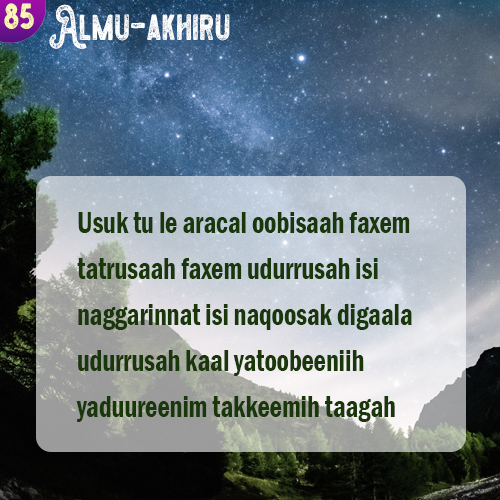 85
Almu-akhiru
Usuk tu le aracal oobisaah faxem
tatrusaah faxem udurrusah isi
naggarinnat isi naqoosak digaala
udurrusah kaal yatoobeeniih
yaduureenim takkeemih taagah